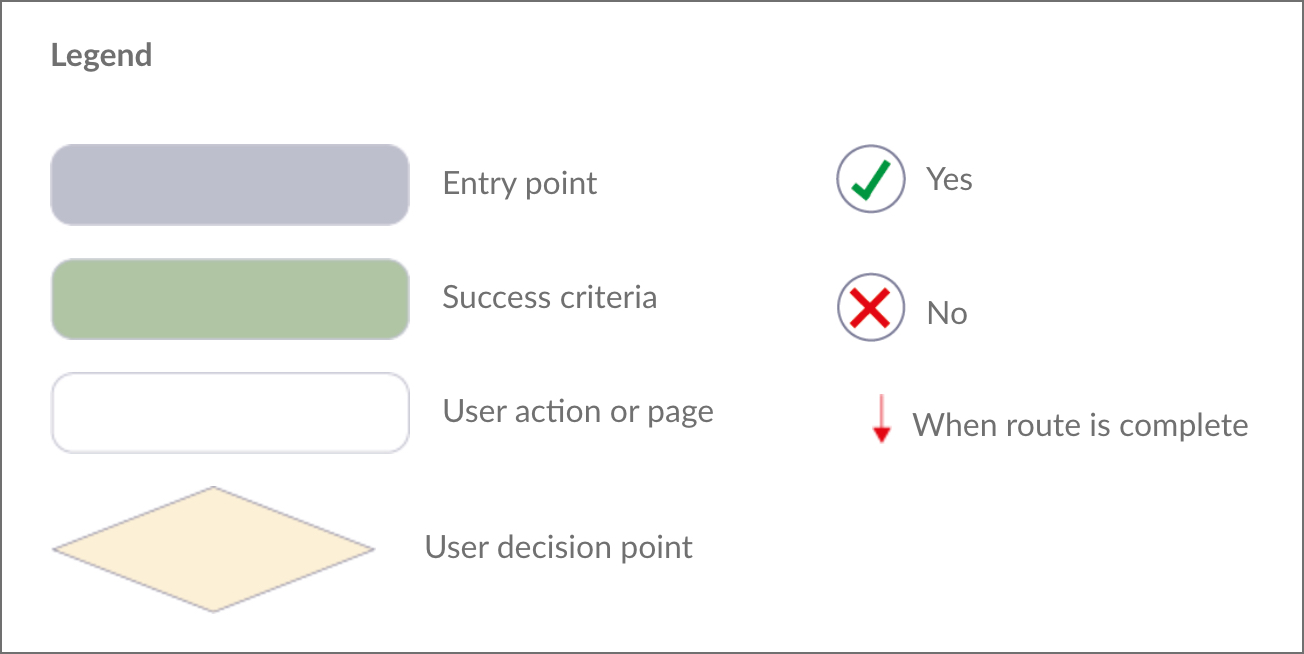 Legend
Entry point
Success criteria
User action or page
User decision point
Yes
No
When route is complete